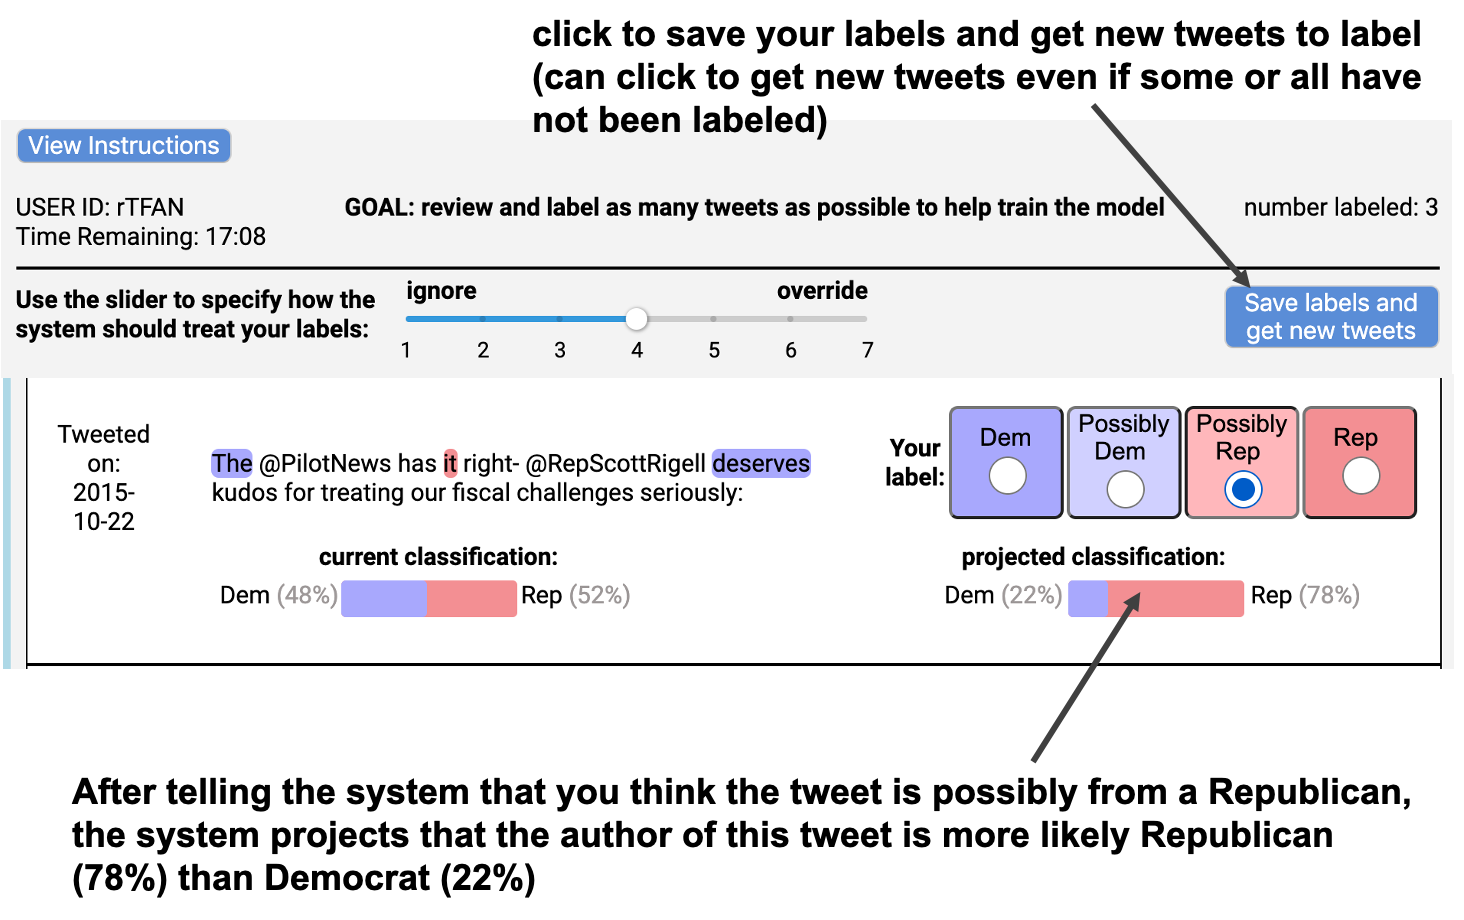 click to save your labels and get new tweets to label
(can click to get new tweets even if some or all have
not been labeled)
View Instructions
USER ID: rTFAN
GOAL: review and label as many tweets as possible to help train the model
number labeled: 3
Time Remaining: 17:08
Use the slider to specify how the
system should treat your labels:
ignore
override
1 2 3 4 5 6 7
Save labels and
get new tweets
Tweeted
on:
2015-
10-22
The @PilotNews has it right- @RepScottRigell deserves
kudos for treating our fiscal challenges seriously:
Your
label:
Dem
Possibly
Dem
Possibly
Rep
Rep
current classification:
Dem (48%) Rep (52%)
projected classification:
Dem (22%) Rep (78%)
After telling the system that you think the tweet is possibly from a Republican,
the system projects that the author of this tweet is more likely Republican
(78%) than Democrat (22%)